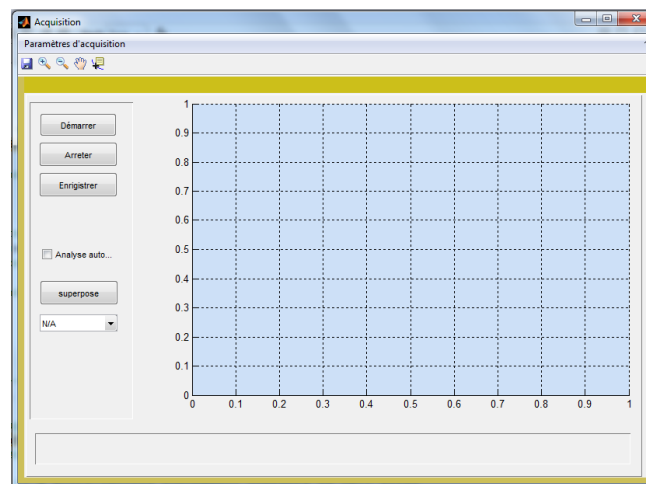 Acquisition
Paramètres d'acquisition
Démarrer
Arreter
Enrigistrer
Analyse auto...
superpose
N/A
1
0.9
0.8
0.7
0.6
0.5
0.4
0.3
0.2
0.1
0
0 0.1 0.2 0.3 0.4 0.5 0.6 0.7 0.8 0.9 1